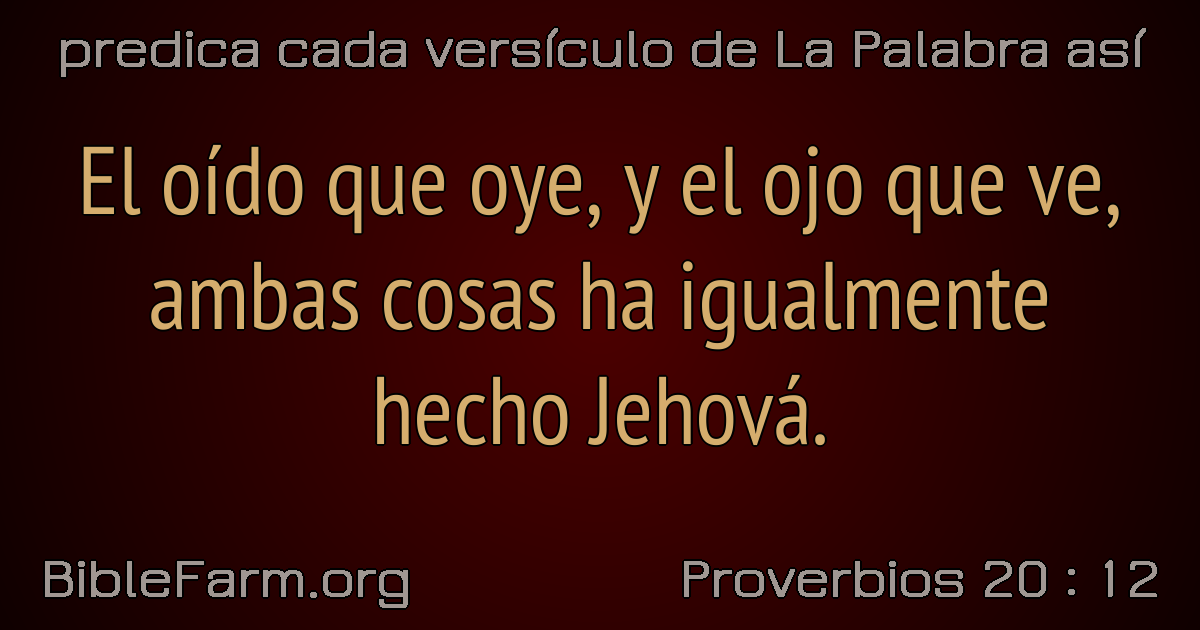 predica cada versículo de La Palabra así
El oído que oye, y el ojo que ve,
ambas cosas ha igualmente
hecho Jehová.
BibleFarm.org
Proverbios 20 : 12